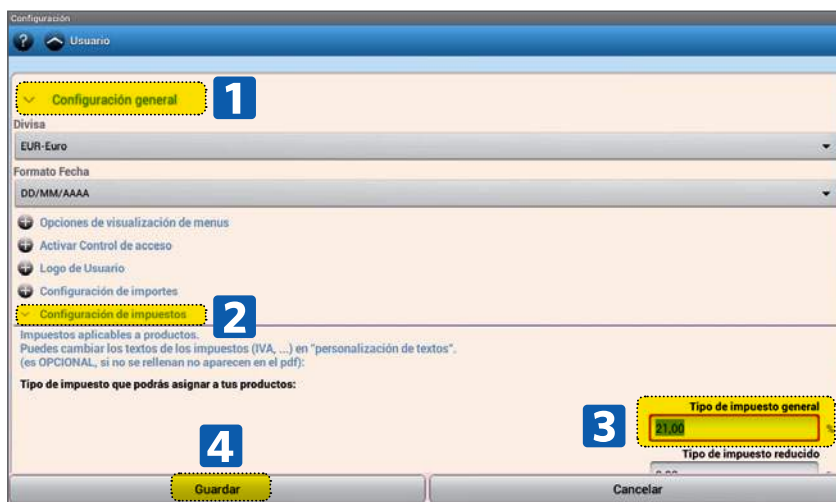 Configuración
? Usuario
Configuración general 1
Divisa
EUR-Euro
Formato Fecha
DD/MM/AAAA
Opciones de visualización de menus
Activar Control de acceso
Logo de Usuario
Configuración de importes
Configuración de impuestos 2
Impuestos aplicables a productos.
Puedes cambiar los textos de los impuestos (IVA, ...) en "personalización de textos".
(es OPCIONAL, si no se rellenan no aparecen en el pdf):
Tipo de impuesto que podrás asignar a tus productos:
Tipo de impuesto general
3 21,00 %
Tipo de impuesto reducido
4
Guardar Cancelar